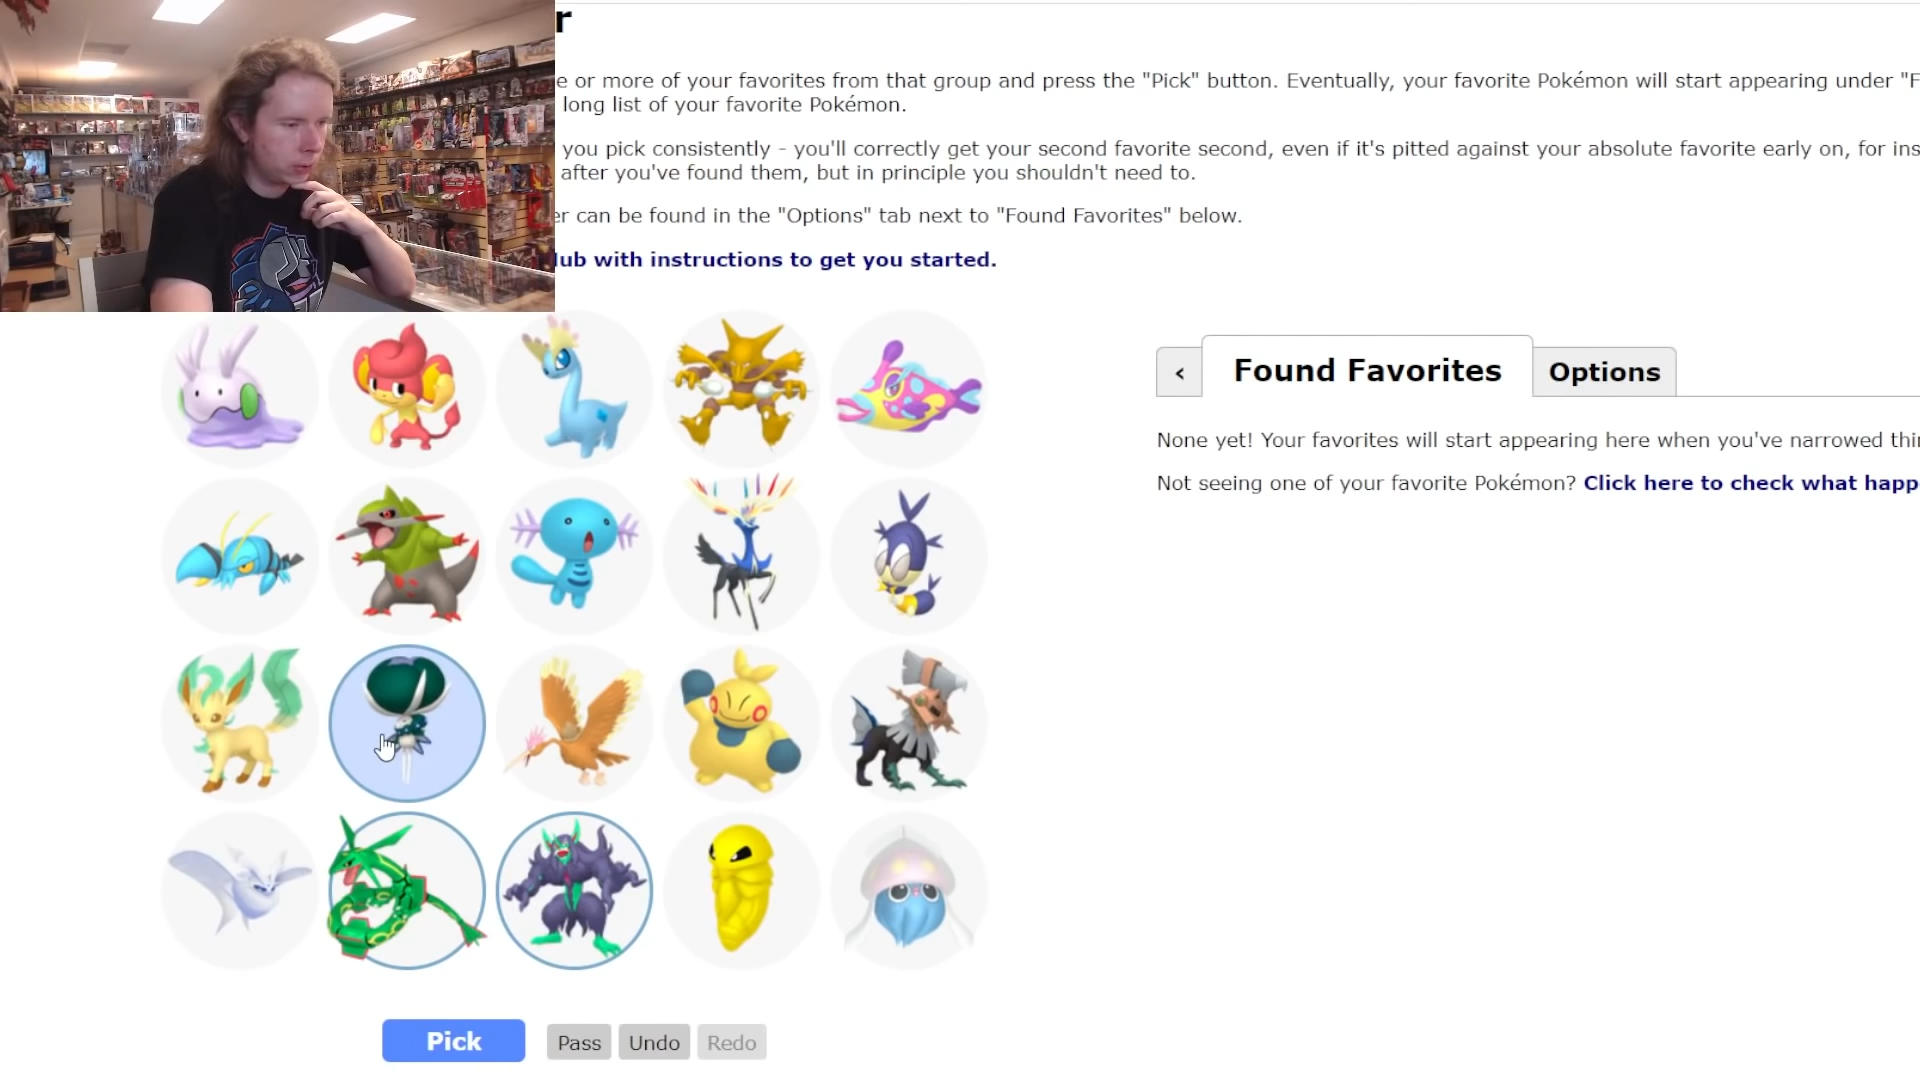 r
e or more of your favorites from that group and press the "Pick" button. Eventually, your favorite Pokémon will start appearing under "F
long list of your favorite Pokémon.
you pick consistently - you'll correctly get your second favorite second, even if it's pitted against your absolute favorite early on, for ins
after you've found them, but in principle you shouldn't need to.
er can be found in the "Options" tab next to "Found Favorites" below.
lub with instructions to get you started.
‹ Found Favorites Options
None yet! Your favorites will start appearing here when you've narrowed thi
Not seeing one of your favorite Pokémon? Click here to check what happ
Pick Pass Undo Redo